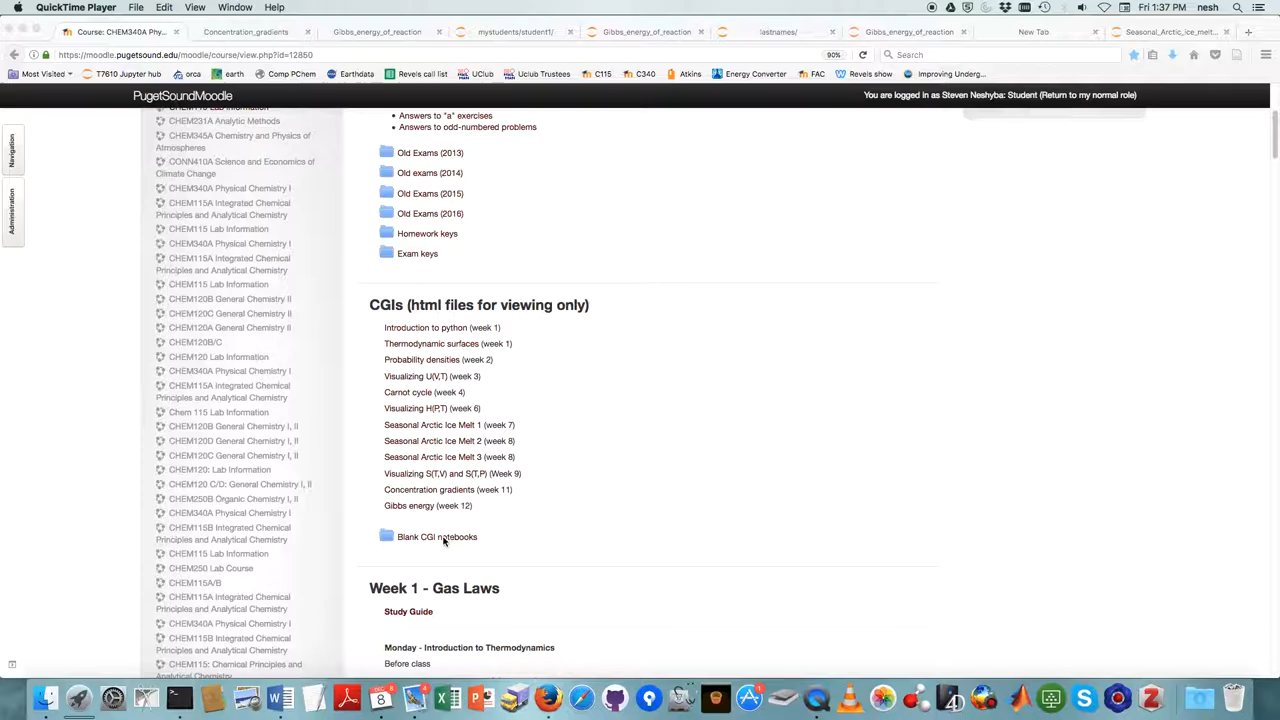 QuickTime Player File Edit View Window Help
Fri 1:37 PM nesh
Course: CHEM340A Phy...
Concentration_gradients
Gibbs_energy_of_reaction
mystudents/student1/
Gibbs_energy_of_reaction
lastnames/
Gibbs_energy_of_reaction
New Tab
Seasonal_Arctic_ice_melt...
https://moodle.pugetsound.edu/moodle/course/view.php?id=12850
90%
Search
Most Visited
T7610 Jupyter hub
orca
earth
Comp PChem
Earthdata
Revels call list
UClub
Uclub Trustees
C115
C340
Atkins
Energy Converter
FAC
Reveis show
Improving Underg...
PugetSoundMoodle
You are logged in as Steven Neshyba: Student (Return to my normal role)
Navigation
Administration
CHEM115 Lab Information
CHEM231A Analytic Methods
CHEM345A Chemistry and Physics of
Atmospheres
CONN410A Science and Economics of
Climate Change
CHEM340A Physical Chemistry I
CHEM115A Integrated Chemical
Principles and Analytical Chemistry
CHEM115 Lab Information
CHEM340A Physical Chemistry I
CHEM115A Integrated Chemical
Principles and Analytical Chemistry
CHEM115 Lab Information
CHEM120B General Chemistry II
CHEM120C General Chemistry II
CHEM120A General Chemistry II
CHEM120B/C
CHEM120 Lab Information
CHEM340A Physical Chemistry I
CHEM115A Integrated Chemical
Principles and Analytical Chemistry
Chem 115 Lab Information
CHEM120B General Chemistry I, II
CHEM120D General Chemistry I, II
CHEM120C General Chemistry I, II
CHEM120: Lab Information
CHEM120 C/D: General Chemistry I, II
CHEM250B Organic Chemistry I, II
CHEM340A Physical Chemistry I
CHEM115B Integrated Chemical
Principles and Analytical Chemistry
CHEM115 Lab Information
CHEM250 Lab Course
CHEM115A/B
CHEM115A Integrated Chemical
Principles and Analytical Chemistry
CHEM340A Physical Chemistry I
CHEM115B Integrated Chemical
Principles and Analytical Chemistry
CHEM115: Chemical Principles and
Analytical Chemistry
• Answers to "a" exercises
• Answers to odd-numbered problems
Old Exams (2013)
Old exams (2014)
Old Exams (2015)
Old Exams (2016)
Homework keys
Exam keys
CGIs (html files for viewing only)
Introduction to python (week 1)
Thermodynamic surfaces (week 1)
Probability densities (week 2)
Visualizing U(V,T) (week 3)
Carnot cycle (week 4)
Visualizing H(P,T) (week 6)
Seasonal Arctic Ice Melt 1 (week 7)
Seasonal Arctic Ice Melt 2 (week 8)
Seasonal Arctic Ice Melt 3 (week 8)
Visualizing S(T,V) and S(T,P) (Week 9)
Concentration gradients (week 11)
Gibbs energy (week 12)
Blank CGI notebooks
Week 1 - Gas Laws
Study Guide
Monday - Introduction to Thermodynamics
Before class